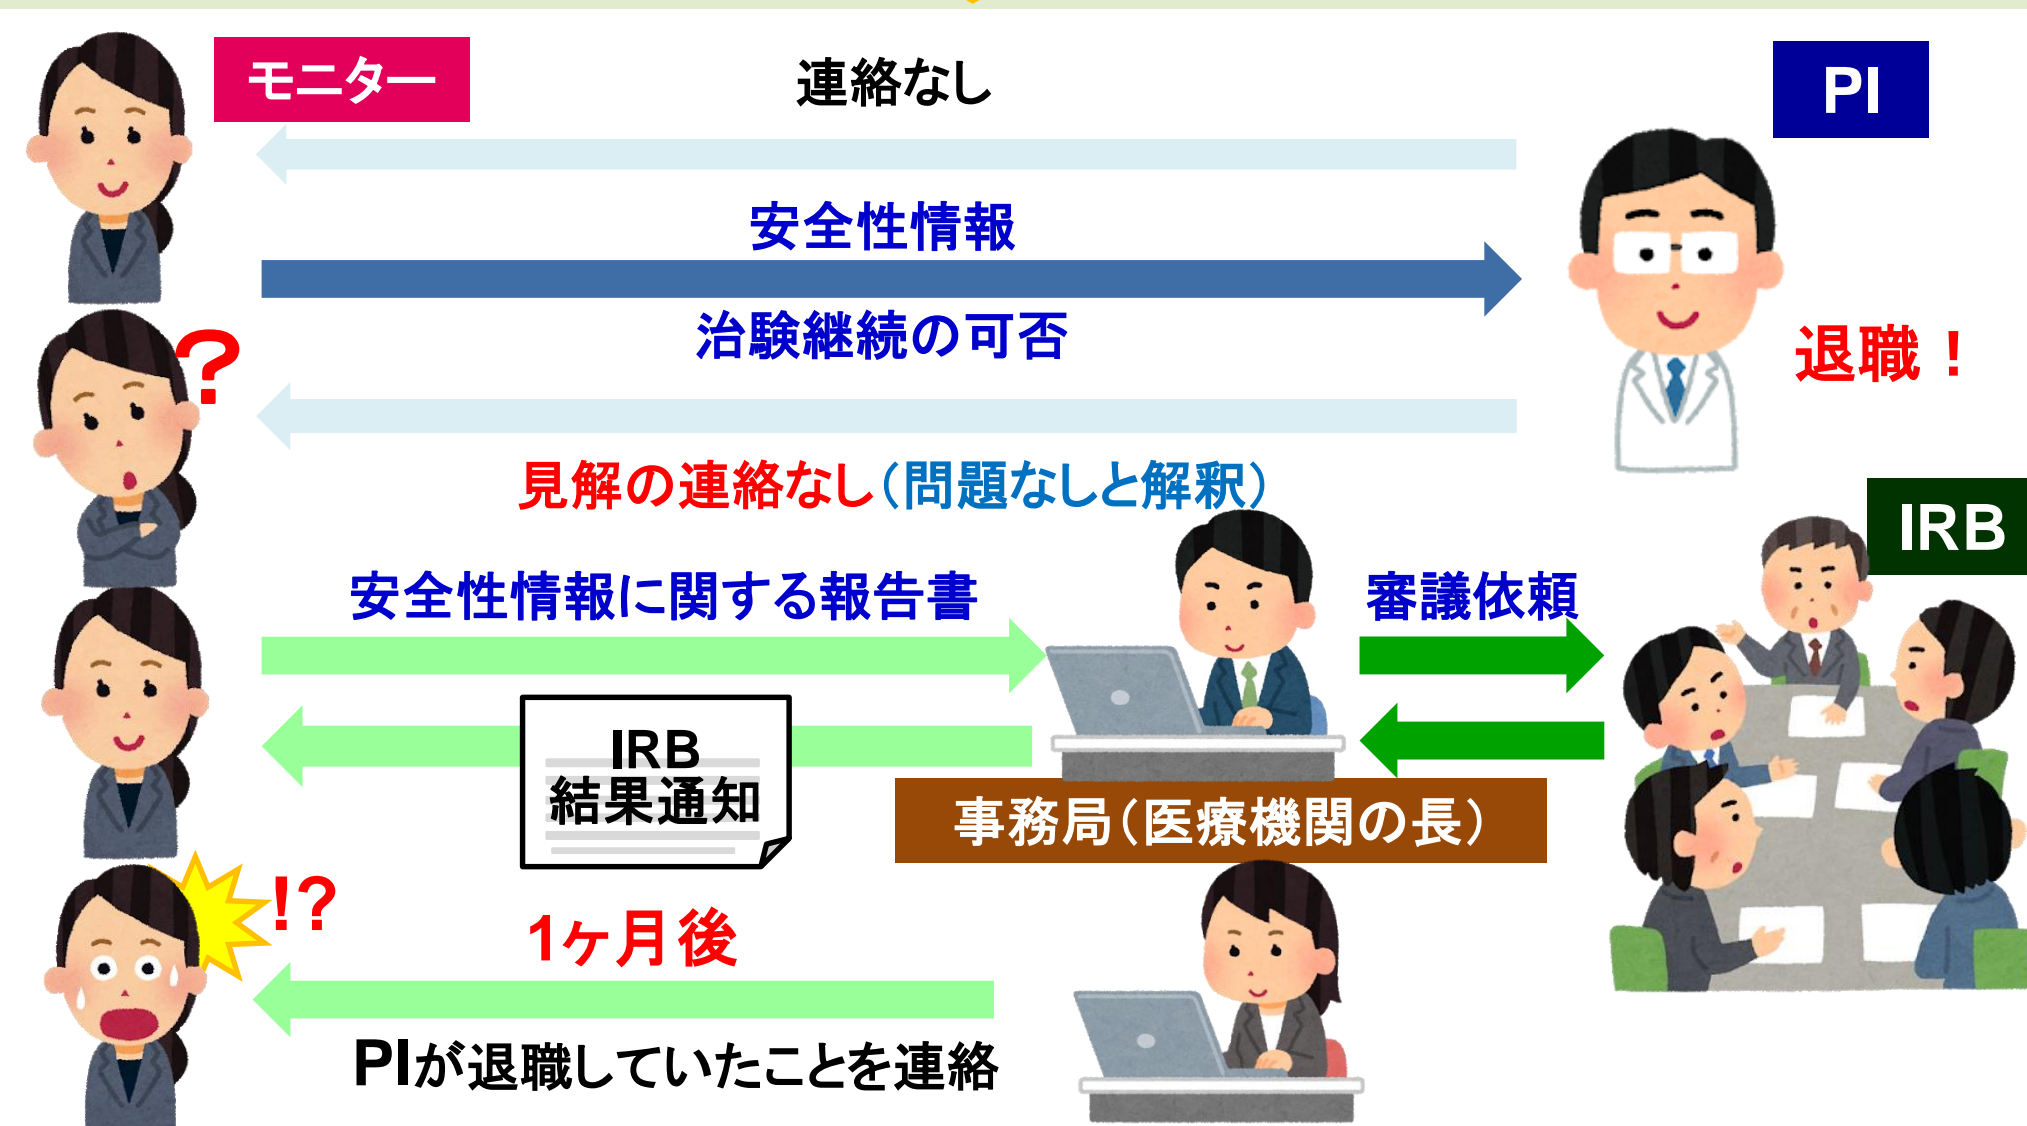 モニター
連絡なし
PI
安全性情報
治験継続の可否
?
退職!
見解の連絡なし(問題なしと解釈)
IRB
安全性情報に関する報告書
審議依頼
IRB
結果通知
事務局(医療機関の長)
!?
1ヶ月後
PIが退職していたことを連絡